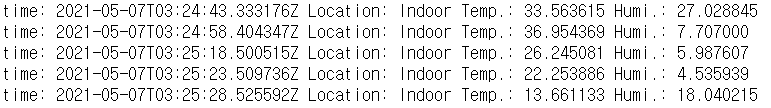 time: 2021-05-07T03:24:43.333176Z Location: Indoor Temp.: 33.563615 Humi.: 27.028845
time: 2021-05-07T03:24:58.404347Z Location: Indoor Temp.: 36.954369 Humi.: 7.707000
time: 2021-05-07T03:25:18.500515Z Location: Indoor Temp.: 26.245081 Humi.: 5.987607
time: 2021-05-07T03:25:23.509736Z Location: Indoor Temp.: 22.253886 Humi.: 4.535939
time: 2021-05-07T03:25:28.525592Z Location: Indoor Temp.: 13.661133 Humi.: 18.040215